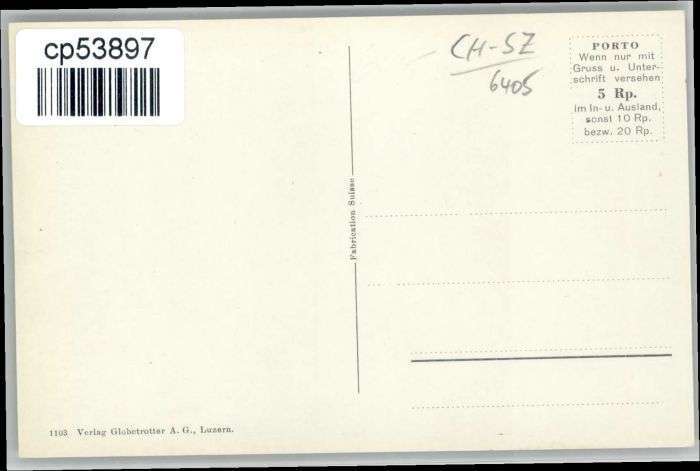 cp53897
CH-SZ
6405
PORTO
Wenn nur mit
Gruss u. Unter-
schrift versehen
5 Rp.
im In- u. Ausland,
sonst 10 Rp.
bezw. 20 Rp.
Fabrication Suisse
1103 Verlag Globetrotter A. G., Luzern.